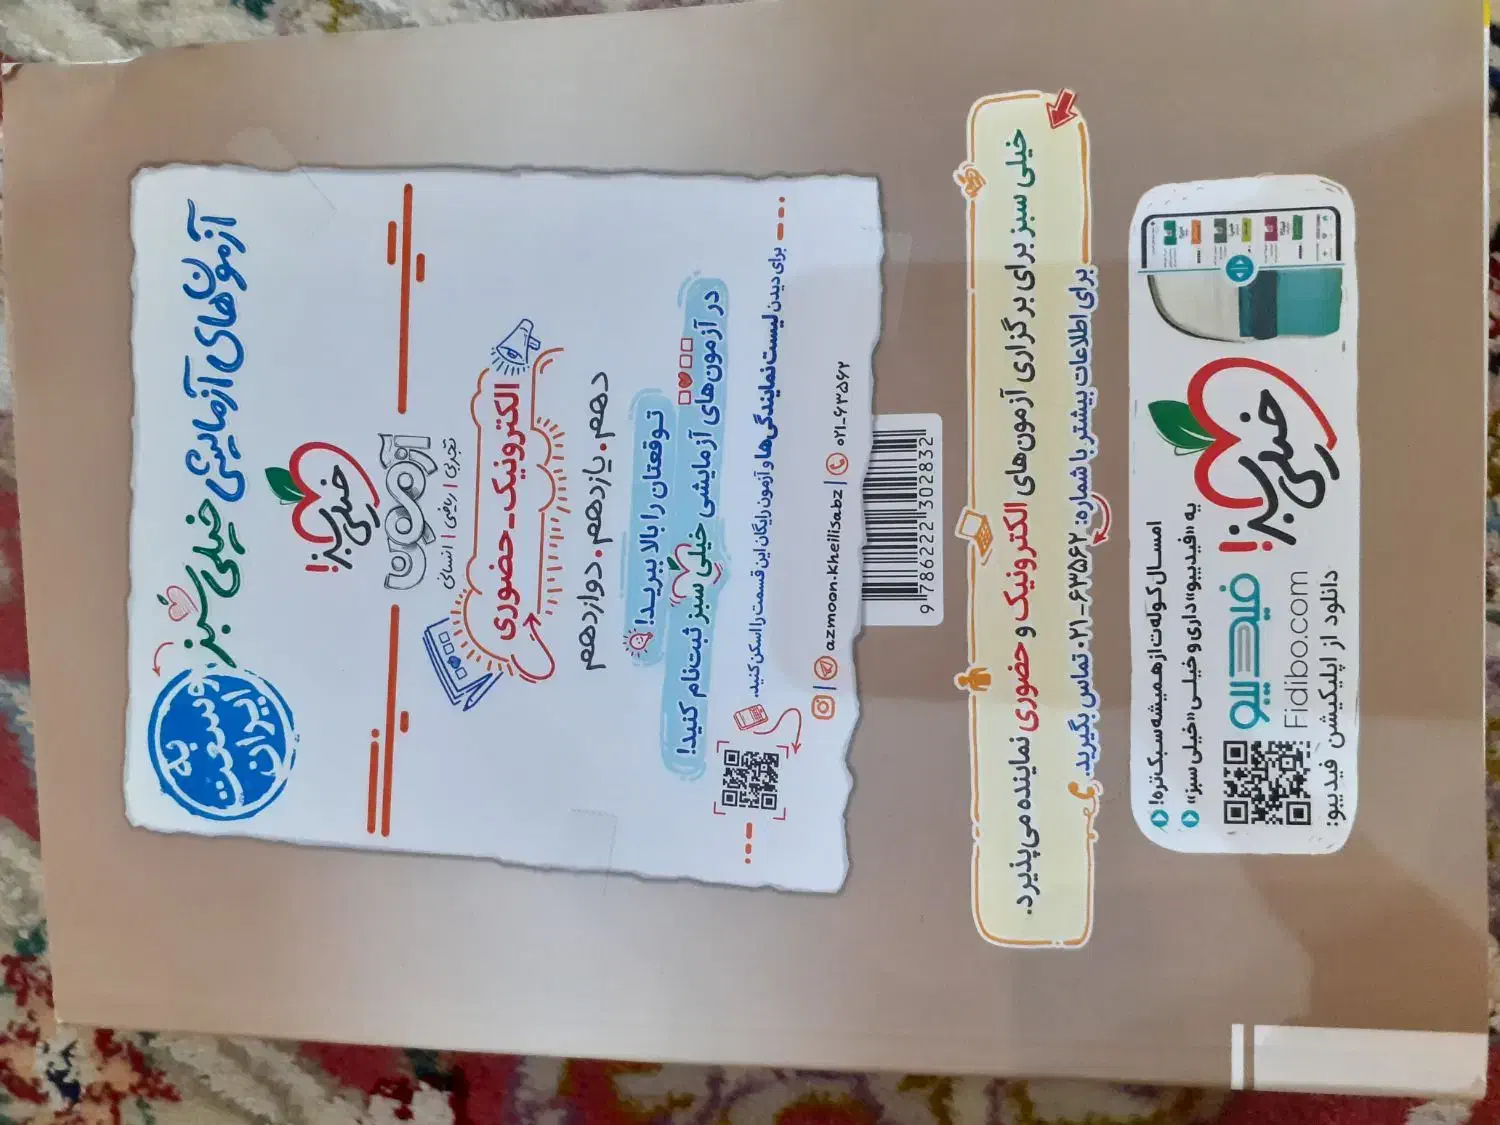 آزمون‌های آزمایشی خیلی سبز
به وسعت ایران
خیلی سبز!
آزمون
تجربی | ریاضی | انسانی
الکترونیک-حضوری
دهم • یازدهم • دوازدهم
توقعتان را بالا ببرید!
در آزمون‌های آزمایشی خیلی سبز ثبت‌نام کنید!
برای دیدن لیست نمایندگی‌ها و آزمون رایگان این قسمت را اسکن کنید.
azmoon.kheilisabz | ۰۲۱-۶۳۵۶۲
9 786222 302832
خیلی سبز برای برگزاری آزمون‌های الکترونیک و حضوری نماینده می‌پذیرد.
برای اطلاعات بیشتر با شماره: ۰۲۱-۶۳۵۶۲ تماس بگیرید.
امسال کوله‌ت از همیشه سبک‌تره!
یه «فیدیبو» داری و خیلی «خیلی سبز»
خیلی سبز!
فیدیبو
Fidibo.com
دانلود از اپلیکیشن فیدیبو: